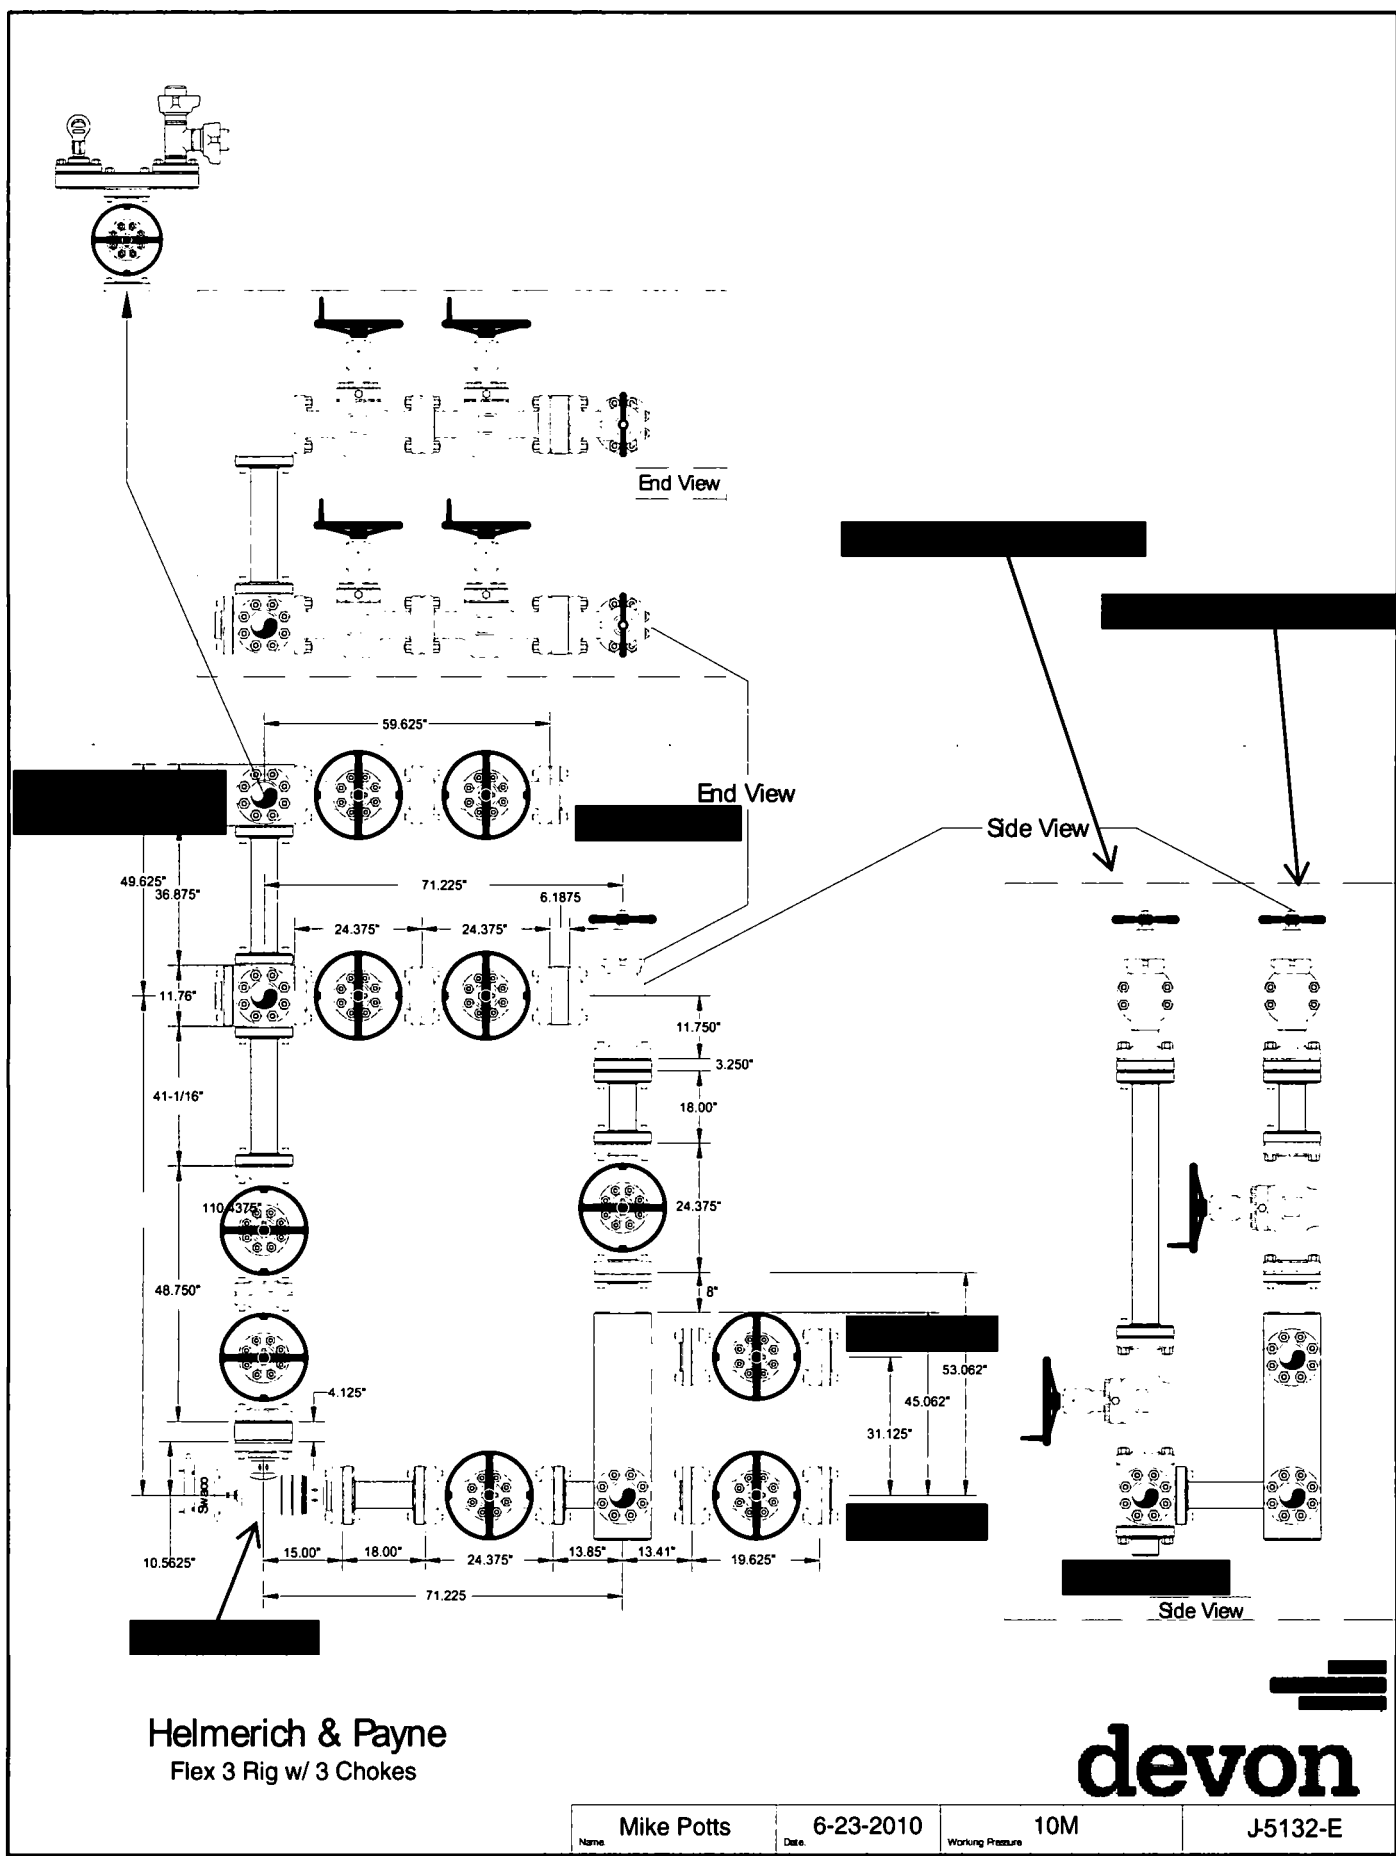 End View
59.625"
End View
Side View
49.625"
36.875"
71.225"
6.1875
24.375"
24.375"
11.76"
11.750"
3.250"
41-1/16"
18.00"
110.4375"
24.375"
48.750"
8"
53.062"
4.125"
45.062"
31.125"
Swaco
10.5625"
15.00"
18.00"
24.375"
13.85"
13.41"
19.625"
71.225
Side View
Helmerich & Payne
Flex 3 Rig w/ 3 Chokes
devon
Name
Mike Potts
Date
6-23-2010
Working Pressure
10M
J-5132-E